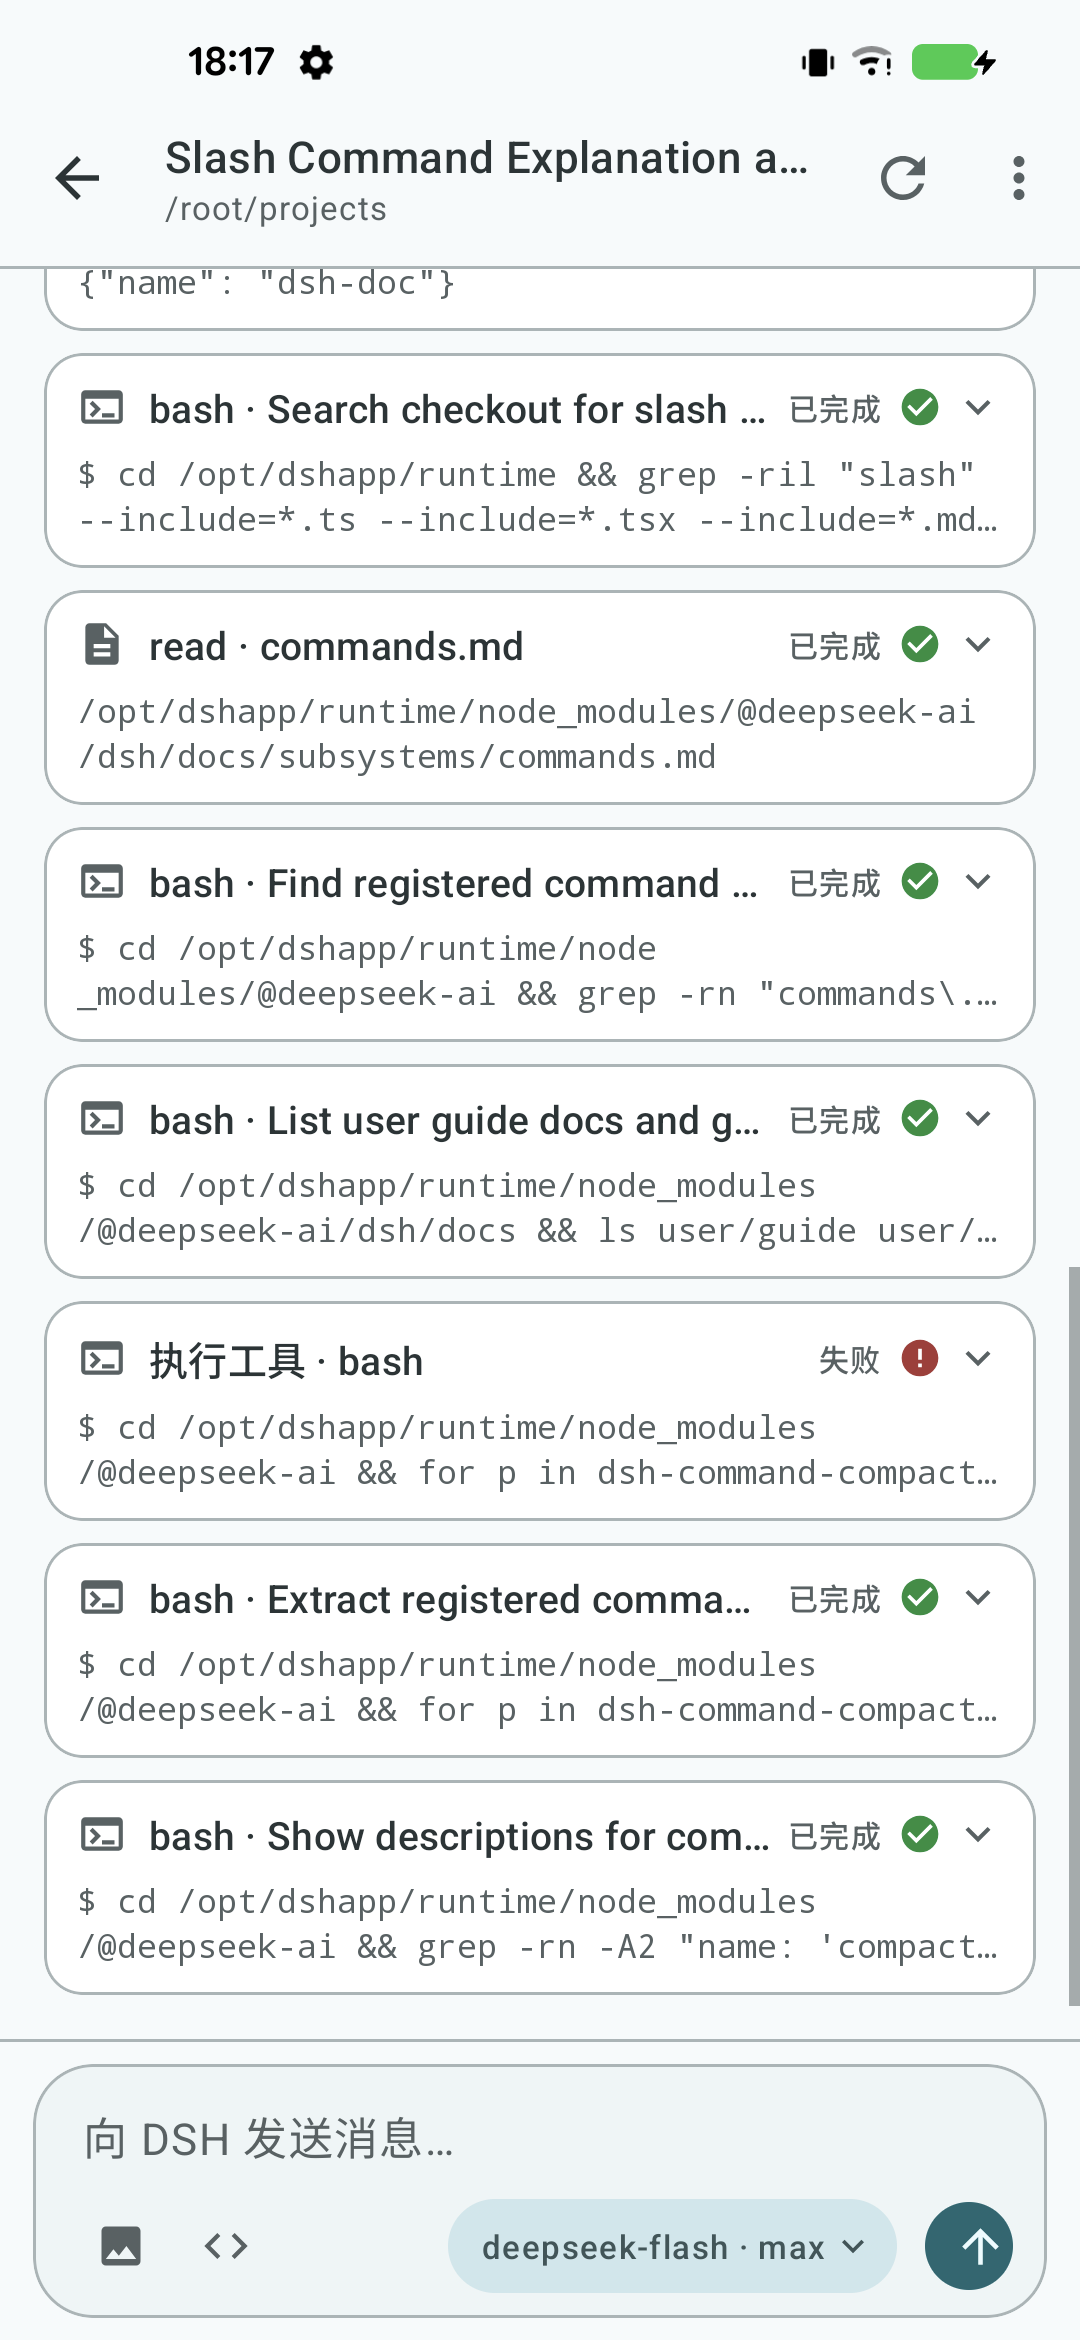 18:17
Slash Command Explanation a...
/root/projects
{"name": "dsh-doc"}
bash · Search checkout for slash ... 已完成
$ cd /opt/dshapp/runtime && grep -ril "slash"
--include=*.ts --include=*.tsx --include=*.md…
read · commands.md 已完成
/opt/dshapp/runtime/node_modules/@deepseek-ai
/dsh/docs/subsystems/commands.md
bash · Find registered command ... 已完成
$ cd /opt/dshapp/runtime/node
_modules/@deepseek-ai && grep -rn "commands\.…
bash · List user guide docs and g... 已完成
$ cd /opt/dshapp/runtime/node_modules
/@deepseek-ai/dsh/docs && ls user/guide user/…
执行工具 · bash 失败
$ cd /opt/dshapp/runtime/node_modules
/@deepseek-ai && for p in dsh-command-compact…
bash · Extract registered comma... 已完成
$ cd /opt/dshapp/runtime/node_modules
/@deepseek-ai && for p in dsh-command-compact…
bash · Show descriptions for com... 已完成
$ cd /opt/dshapp/runtime/node_modules
/@deepseek-ai && grep -rn -A2 "name: 'compact…
向 DSH 发送消息...
deepseek-flash · max